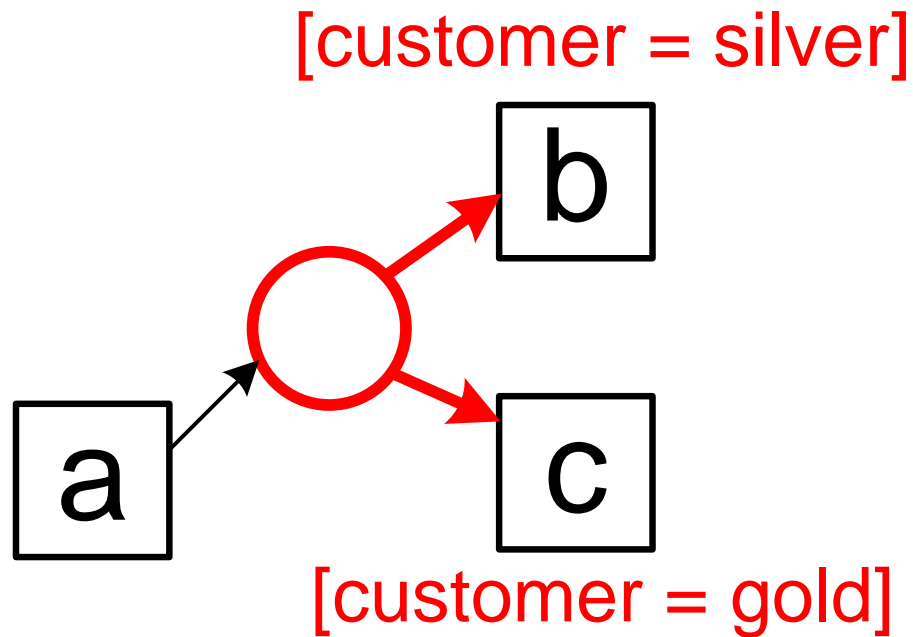 [customer = silver]
b
a
c
[customer = gold]